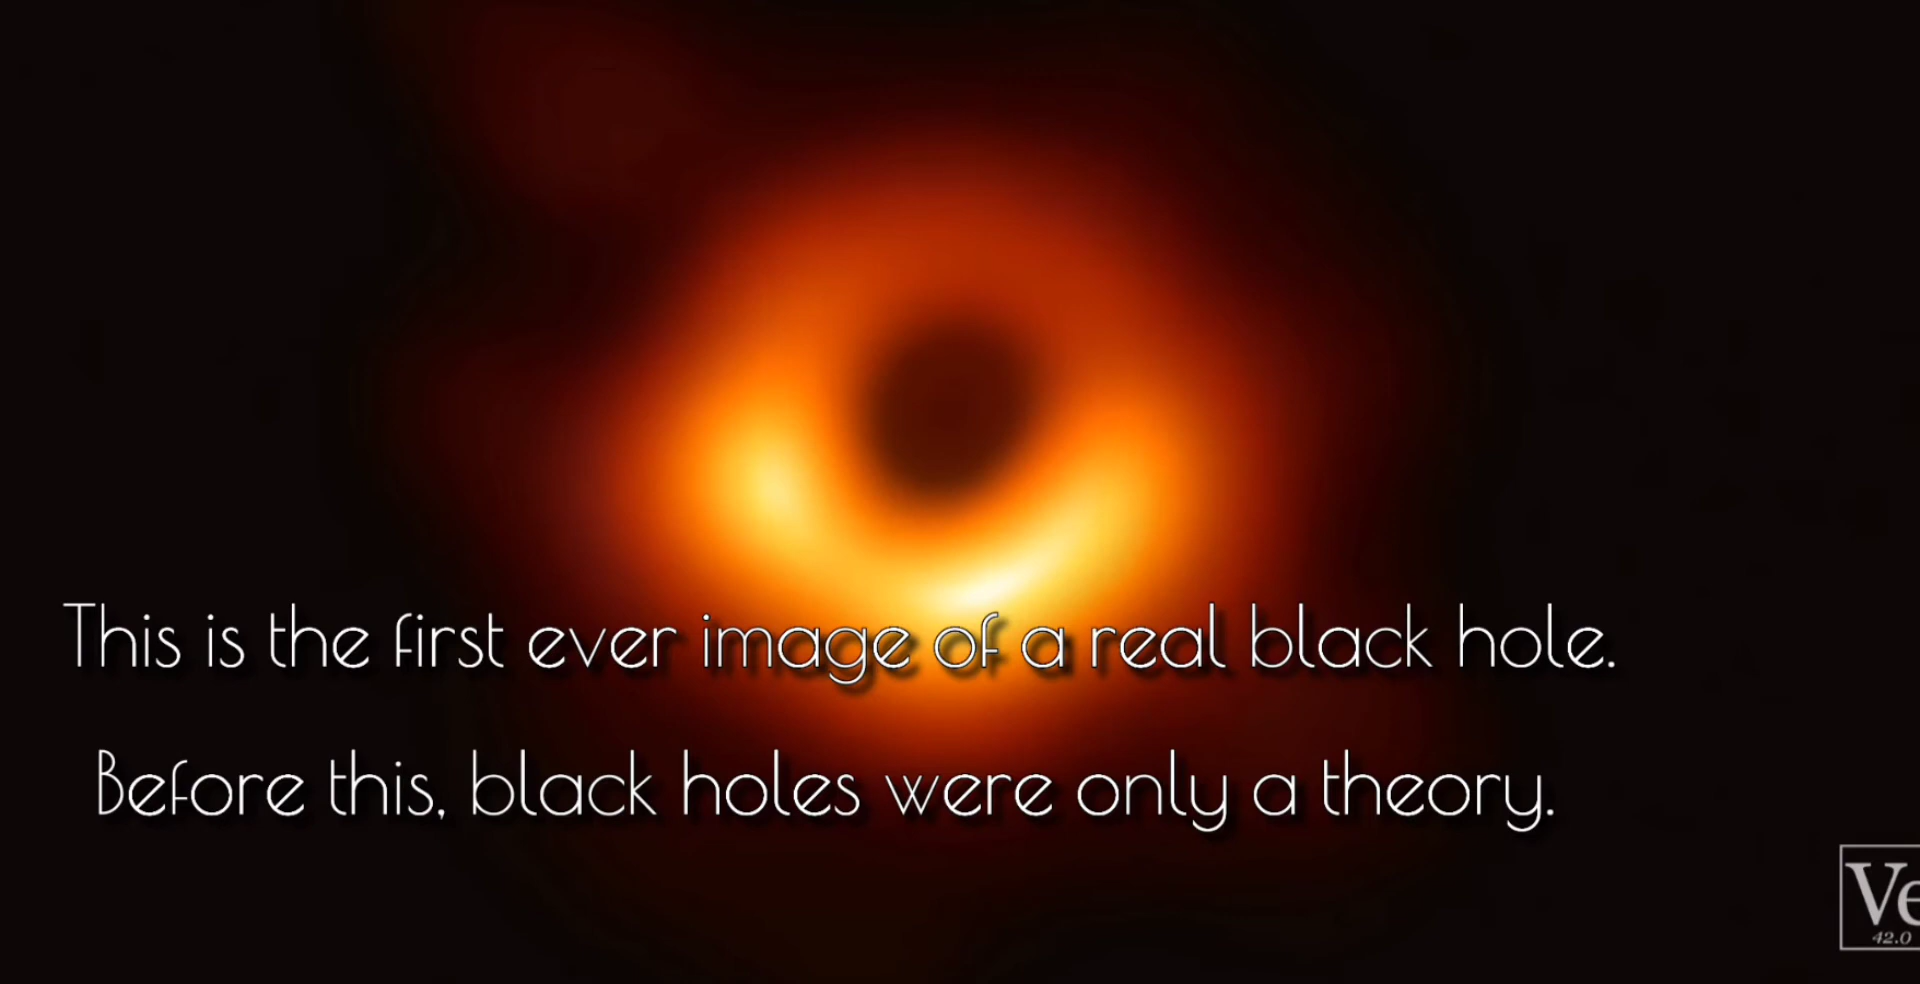 This is the first ever image of a real black hole.
Before this, black holes were only a theory.
Ve
42.0